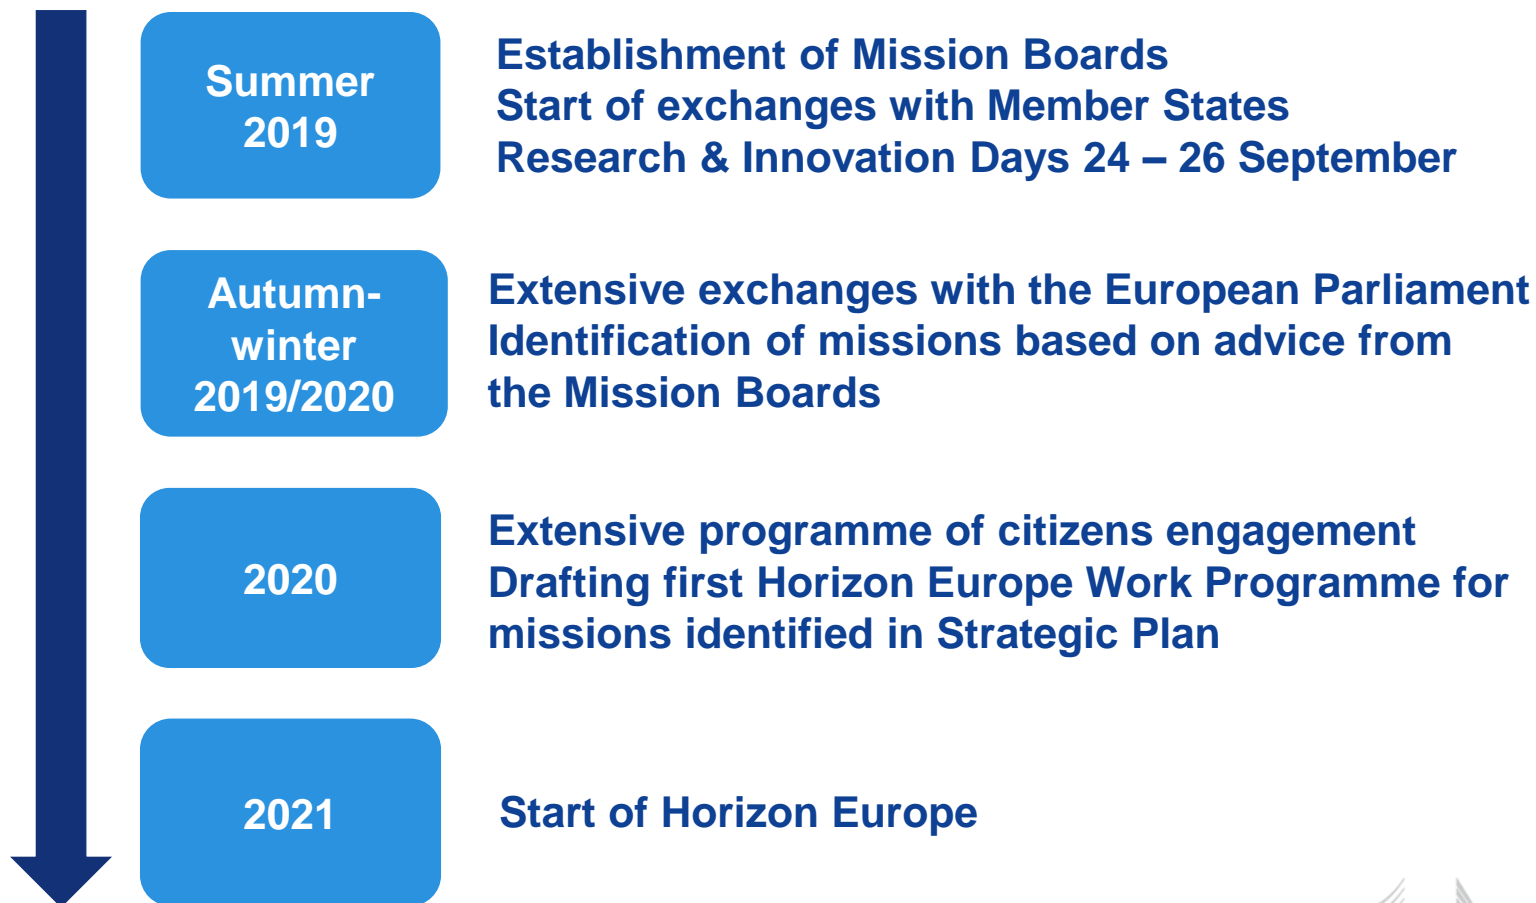 Summer
2019
Establishment of Mission Boards
Start of exchanges with Member States
Research & Innovation Days 24 – 26 September
Autumn-
winter
2019/2020
Extensive exchanges with the European Parliament
Identification of missions based on advice from
the Mission Boards
2020
Extensive programme of citizens engagement
Drafting first Horizon Europe Work Programme for
missions identified in Strategic Plan
2021
Start of Horizon Europe